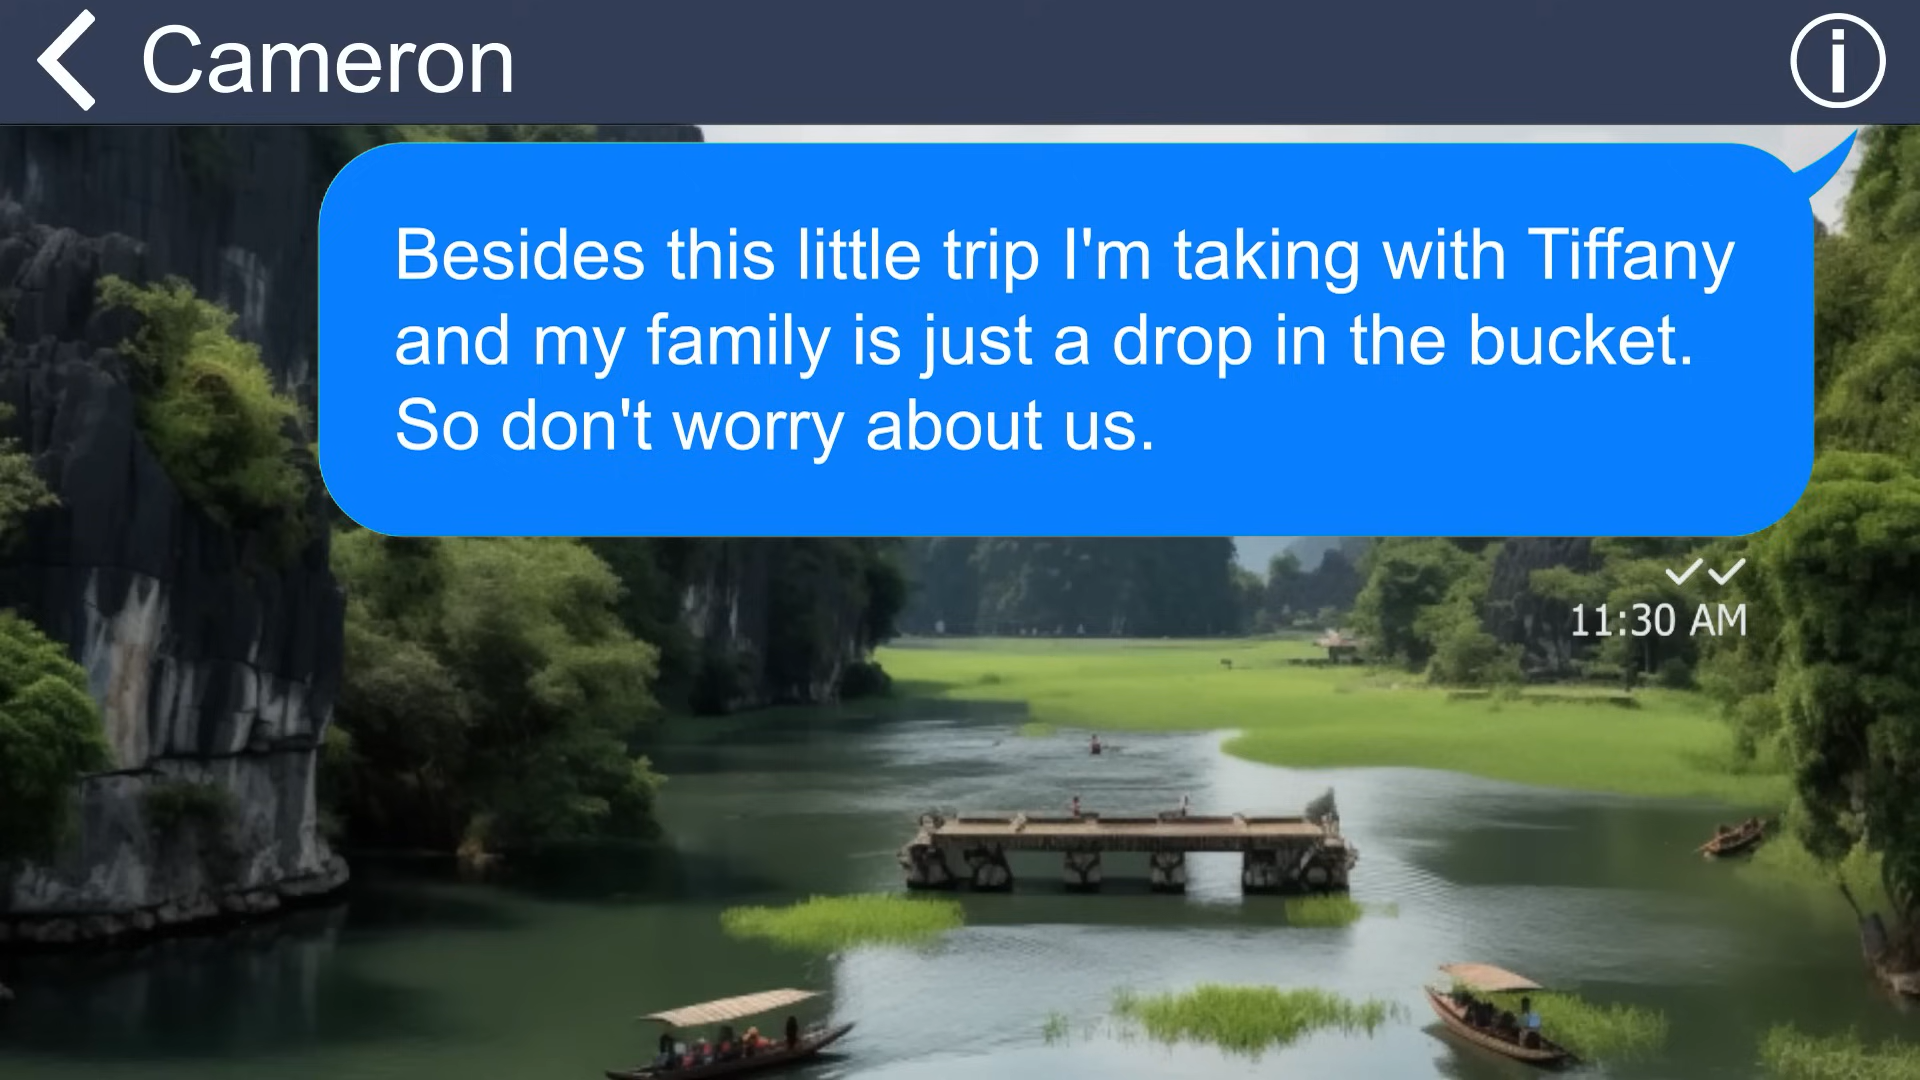 Cameron
Besides this little trip I'm taking with Tiffany
and my family is just a drop in the bucket.
So don't worry about us.
11:30 AM